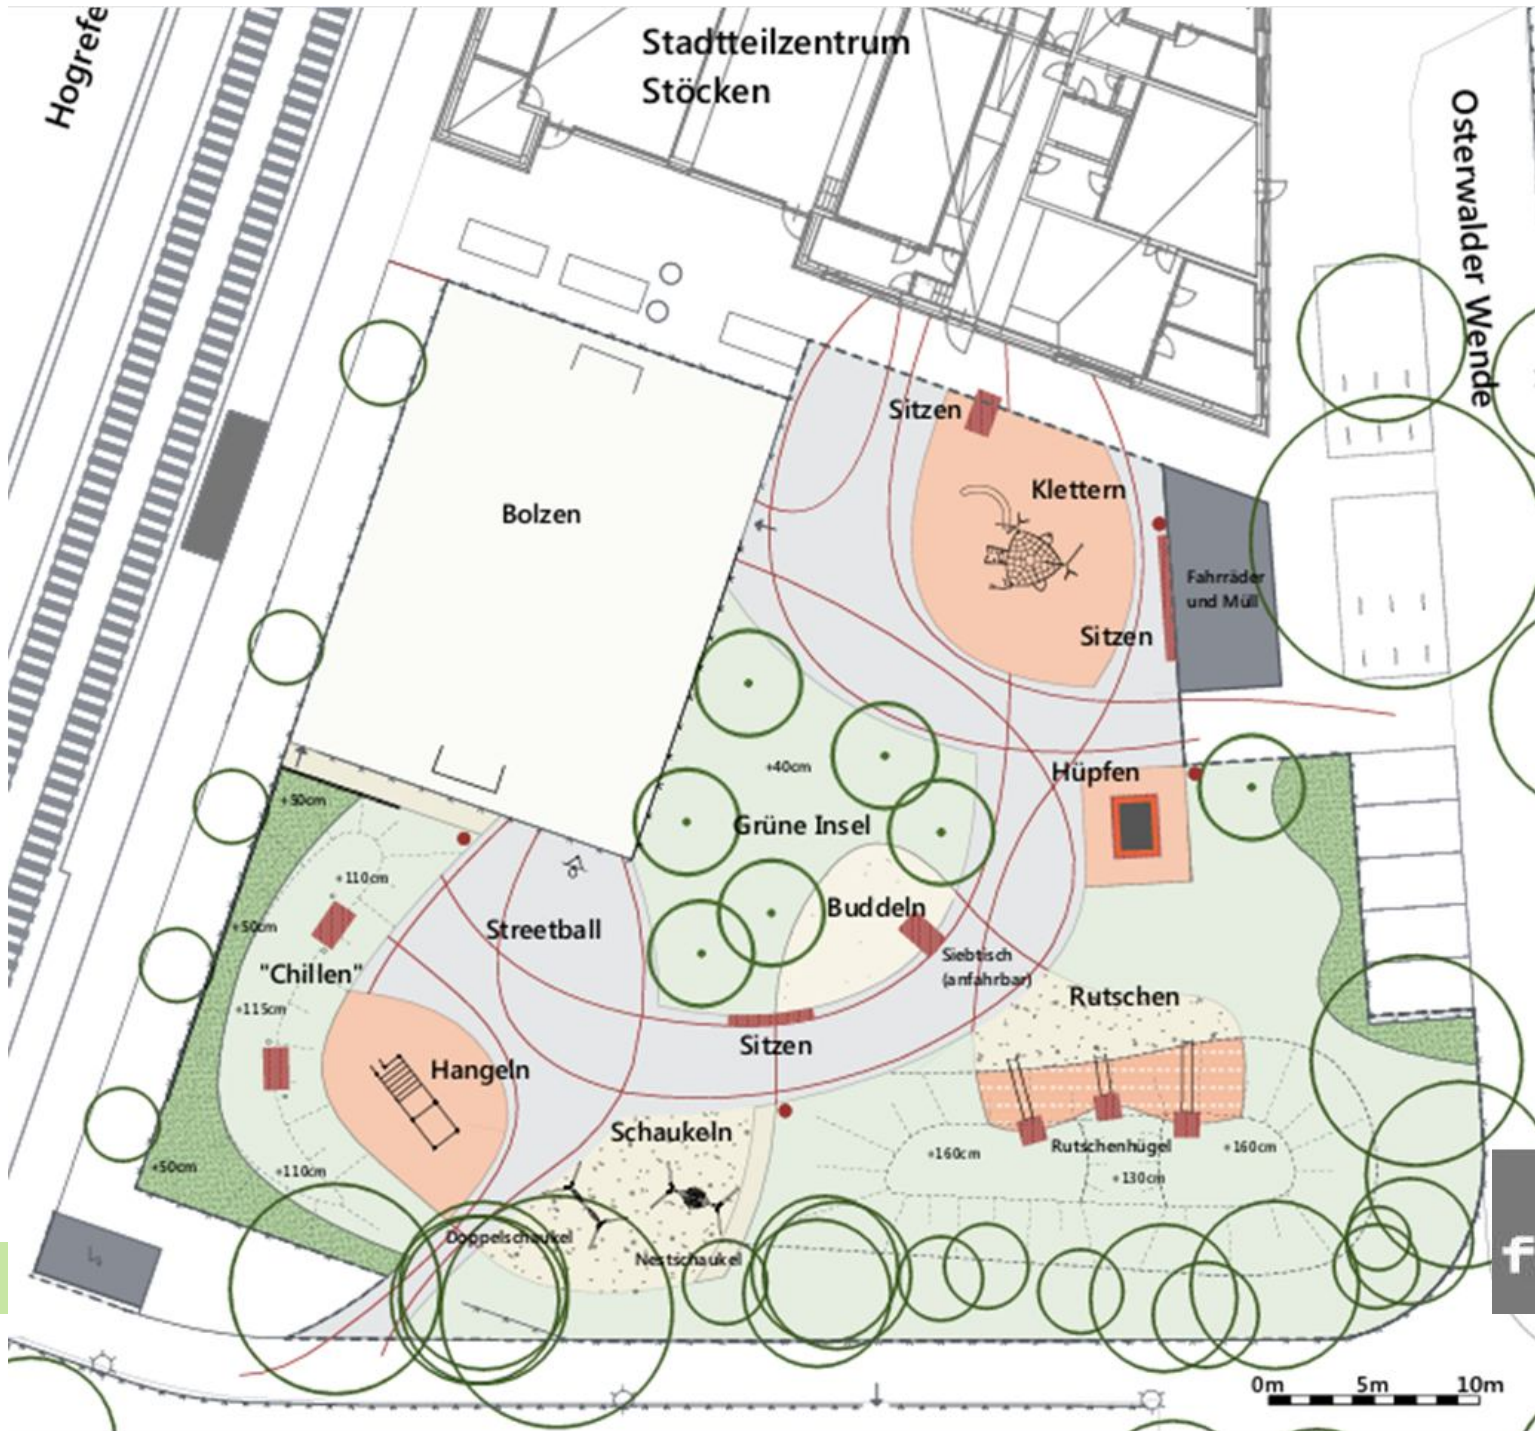 Hogrefe
Stadtteilzentrum
Stöcken
Osterwalder Wende
Sitzen
Klettern
Bolzen
Fahrräder
und Müll
Sitzen
+40cm
Hüpfen
+50cm
Grüne Insel
+110cm
Buddeln
+50cm
Streetball
Siebtisch
(anfahrbar)
"Chillen"
Rutschen
+115cm
Sitzen
Hangeln
Schaukeln
+160cm
Rutschenhügel
+160cm
+50cm
+110cm
+130cm
Doppelschaukel
Nestschaukel
f
0m 5m 10m